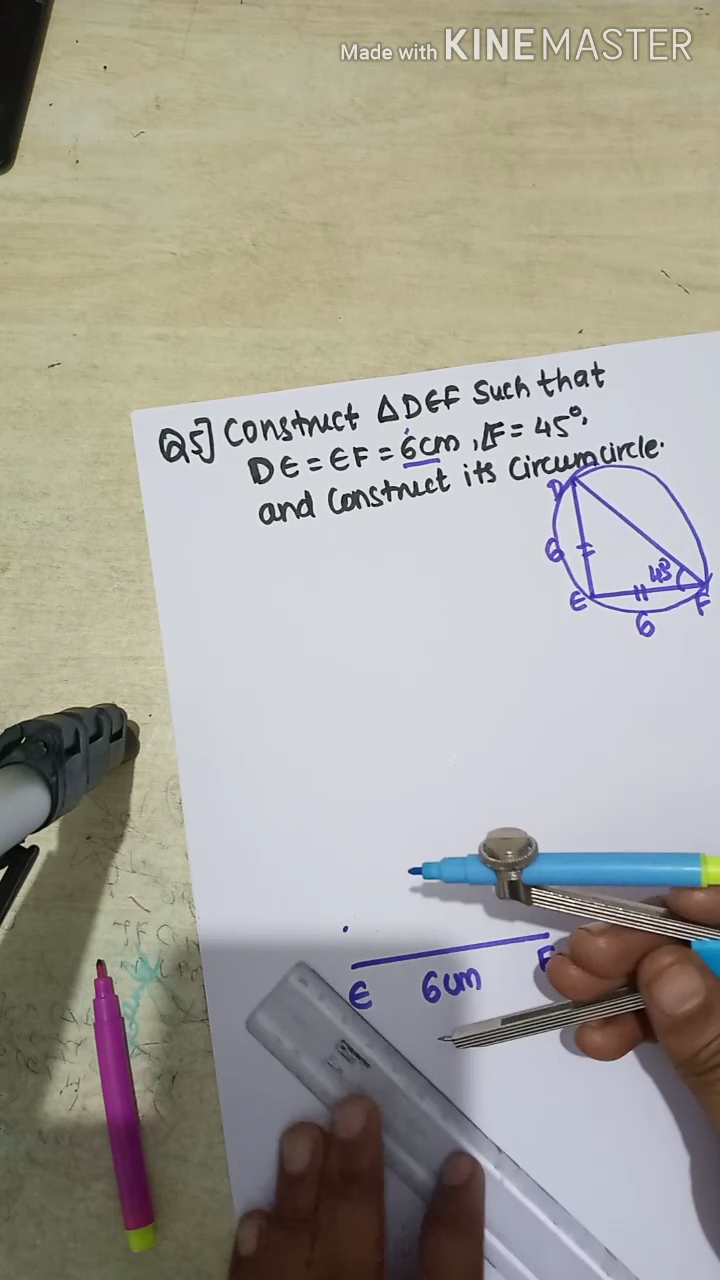 Made with KINEMASTER
Q5] Construct △DEF such that
DE = EF = 6cm, ∠F = 45°,
and construct its circumcircle.
D
6
45°
E
F
6
E 6cm F